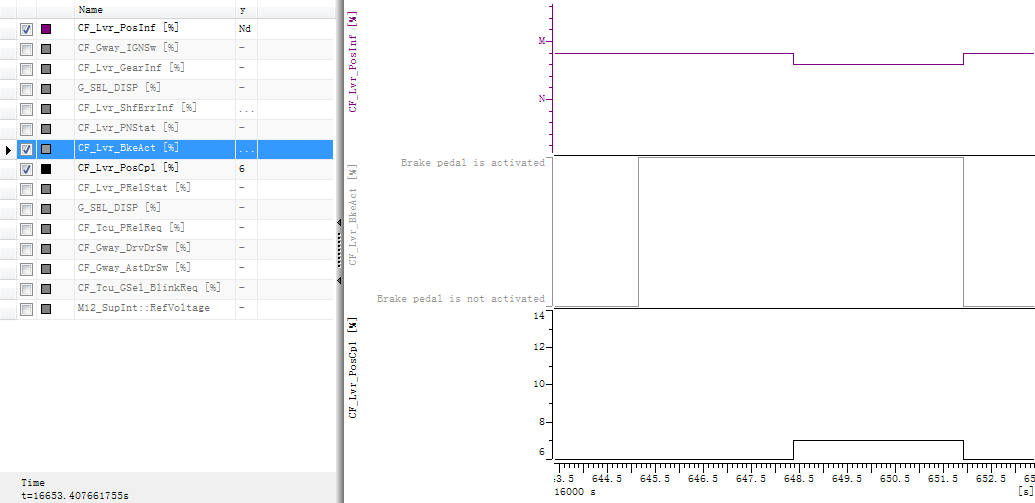 Name y
CF_Lvr_PosInf [%] Nd
CF_Gway_IGNSw [%] -
CF_Lvr_GearInf [%] -
G_SEL_DISP [%] -
CF_Lvr_ShfErrInf [%] ...
CF_Lvr_PNStat [%] -
CF_Lvr_BkeAct [%] ...
CF_Lvr_PosCpl [%] 6
CF_Lvr_PRelStat [%] -
G_SEL_DISP [%] -
CF_Tcu_PRelReq [%] -
CF_Gway_DrvDrSw [%] -
CF_Gway_AstDrSw [%] -
CF_Tcu_GSel_BlinkReq [%] -
M12_SupInt::RefVoltage -
Time
t=16653.407661755s
CF_Lvr_PosInf [%]
M
N
CF_Lvr_BkeAct [%]
Brake pedal is activated
Brake pedal is not activated
CF_Lvr_PosCpl [%]
14
12
10
8
6
:3.5 644.5 645.5 646.5 647.5 648.5 649.5 650.5 651.5 652.5 65
16000 s [s]